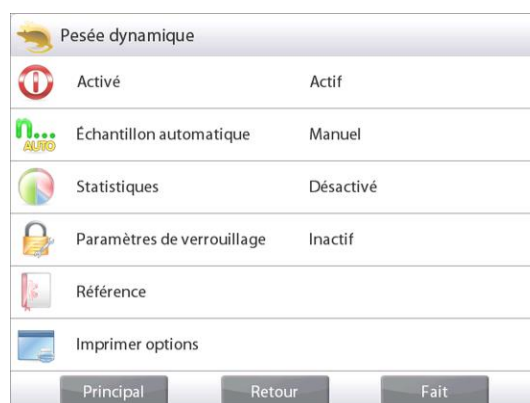 Pesée dynamique
Activé Actif
n... AUTO Échantillon automatique Manuel
Statistiques Désactivé
Paramètres de verrouillage Inactif
Référence
Imprimer options
Principal Retour Fait